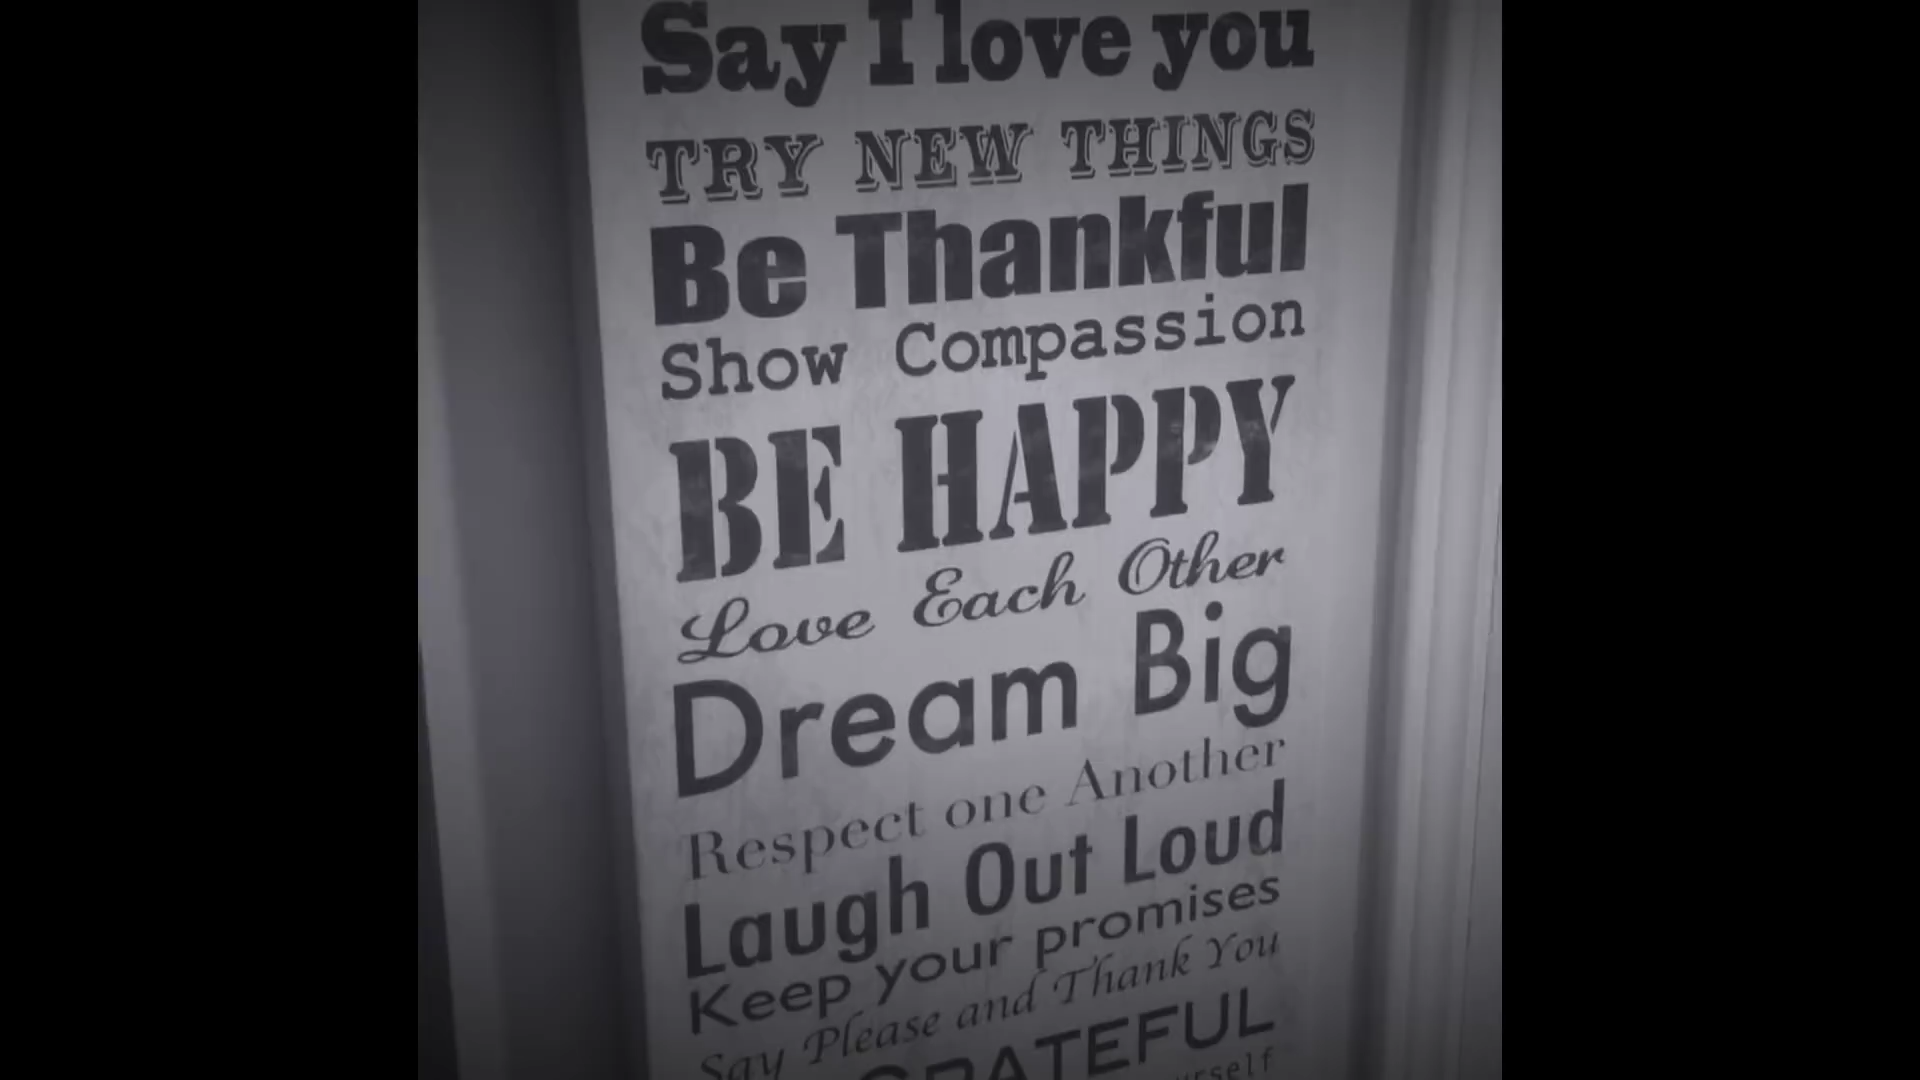 Say I love you
TRY NEW THINGS
Be Thankful
Show Compassion
BE HAPPY
Love Each Other
Dream Big
Respect one Another
Laugh Out Loud
Keep your promises
Say Please and Thank You
GRATEFUL